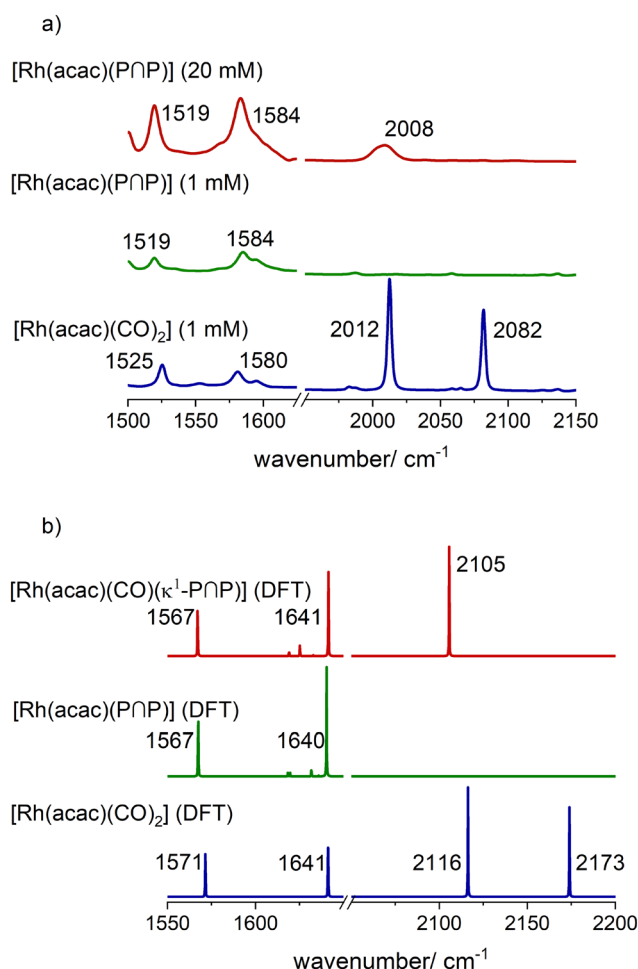 a)
[Rh(acac)(P∩P)] (20 mM)
1519
1584
2008
[Rh(acac)(P∩P)] (1 mM)
1519
1584
[Rh(acac)(CO)₂] (1 mM)
1525
1580
2012
2082
1500 1550 1600 2000 2050 2100 2150
wavenumber/ cm⁻¹
b)
[Rh(acac)(CO)(κ¹-P∩P)] (DFT)
1567
1641
2105
[Rh(acac)(P∩P)] (DFT)
1567
1640
[Rh(acac)(CO)₂] (DFT)
1571
1641
2116
2173
1550 1600 2100 2150 2200
wavenumber/ cm⁻¹